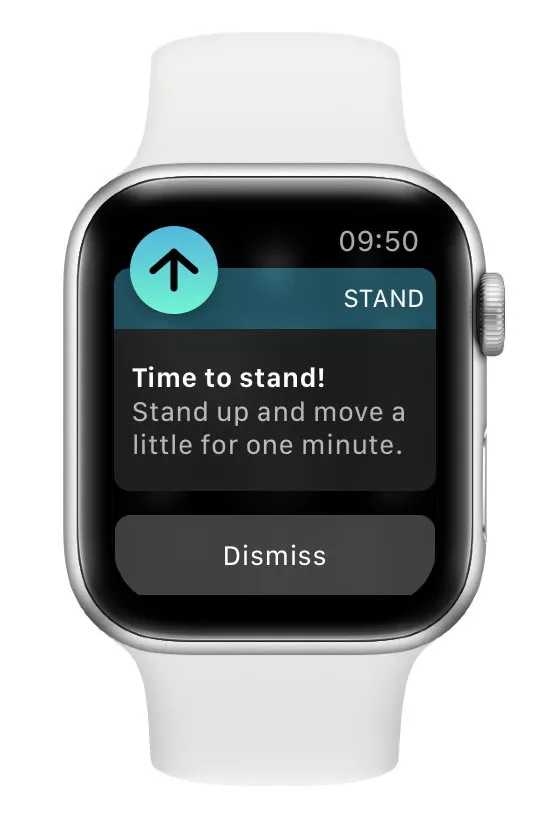 09:50
STAND
Time to stand!
Stand up and move a
little for one minute.
Dismiss